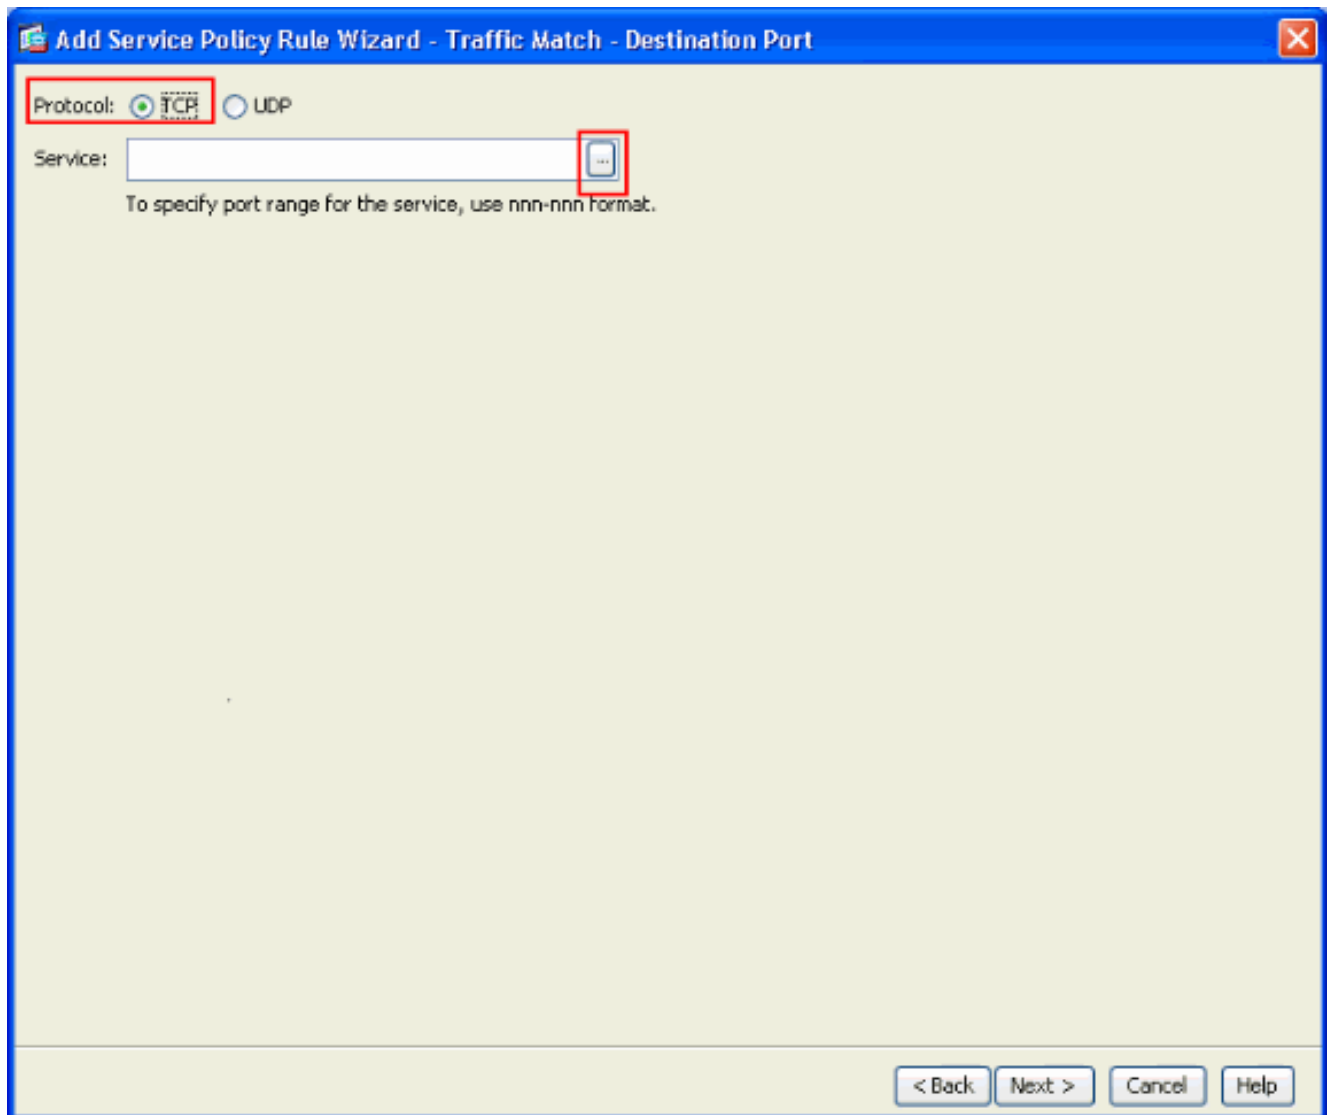 Add Service Policy Rule Wizard - Traffic Match - Destination Port
Protocol: TCP UDP
Service: ...
To specify port range for the service, use nnn-nnn format.
< Back Next > Cancel Help